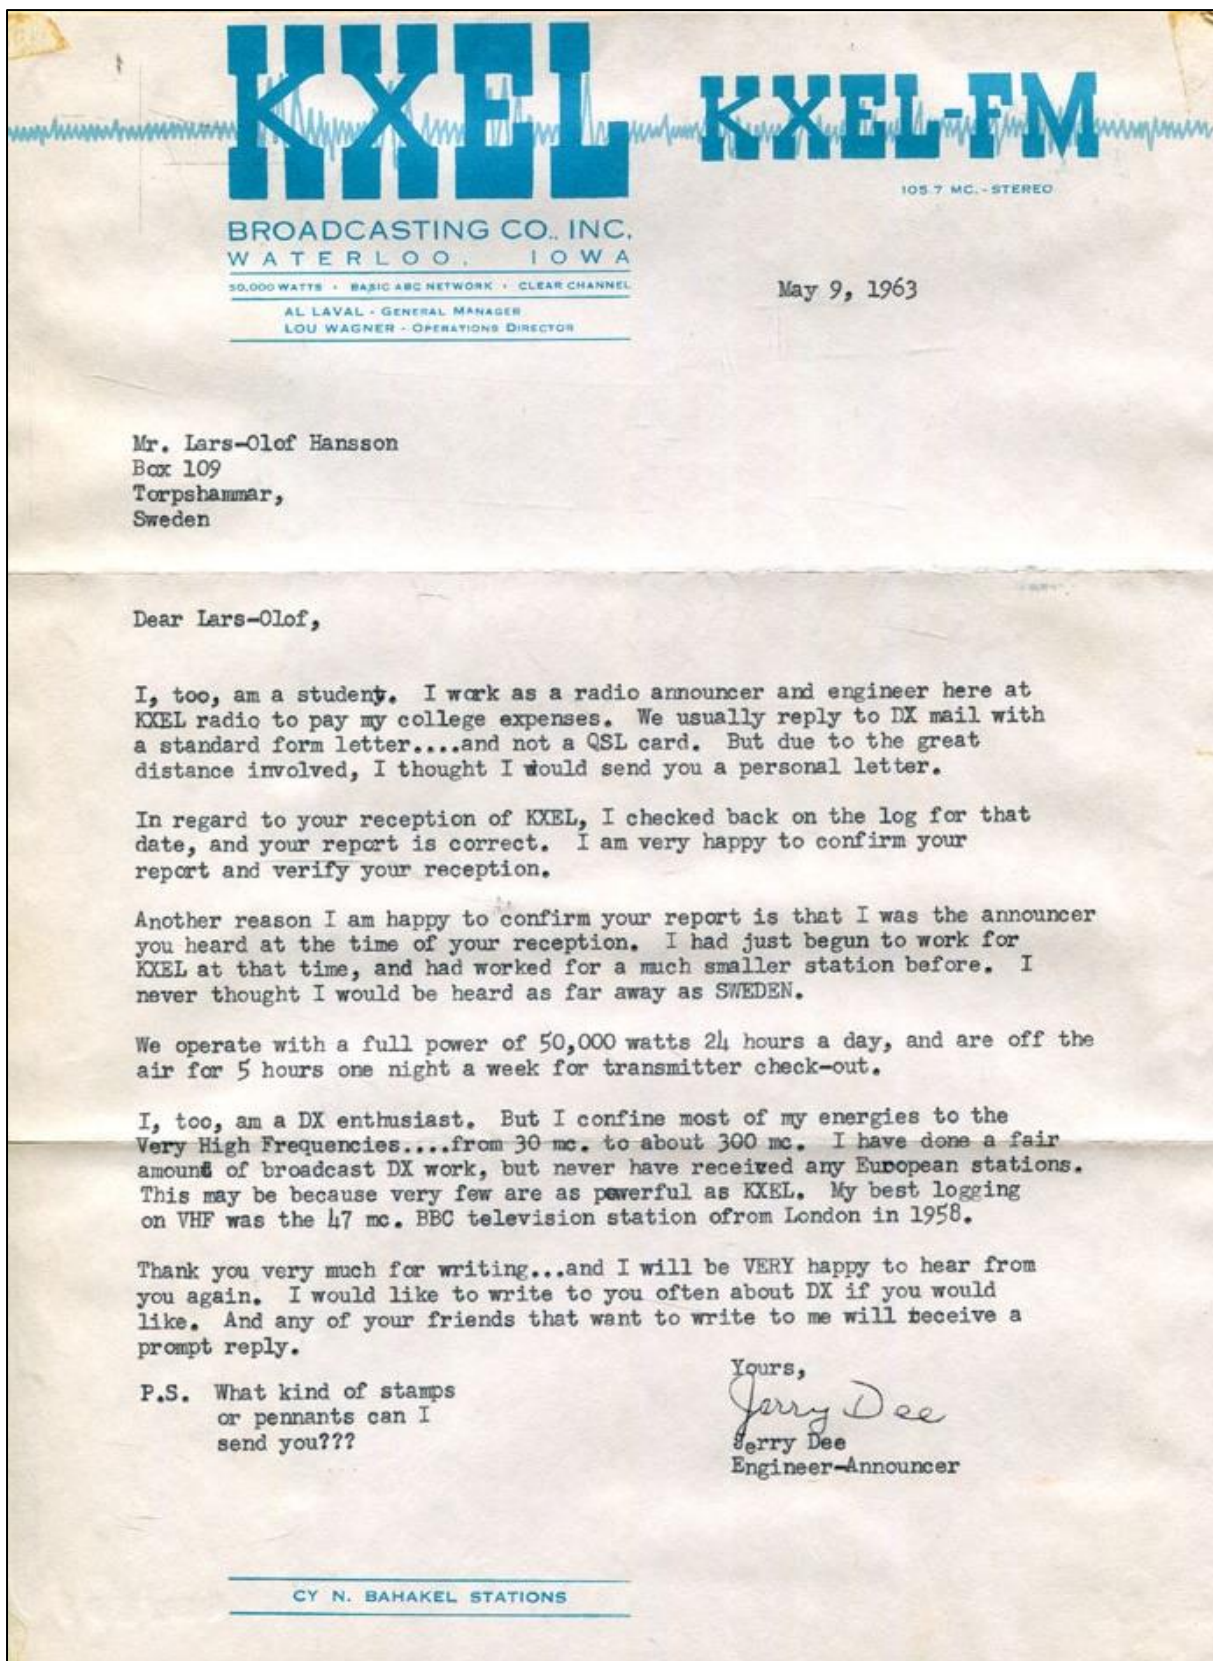 KXEL KXEL-FM
105.7 MC.-STEREO
BROADCASTING CO., INC.
WATERLOO, IOWA
50,000 WATTS • BASIC ABC NETWORK • CLEAR CHANNEL
May 9, 1963
AL LAVAL - GENERAL MANAGER
LOU WAGNER - OPERATIONS DIRECTOR
Mr. Lars-Olof Hansson
Box 109
Torpshammar,
Sweden
Dear Lars-Olof,
I, too, am a student. I work as a radio announcer and engineer here at
KXEL radio to pay my college expenses. We usually reply to DX mail with
a standard form letter....and not a QSL card. But due to the great
distance involved, I thought I would send you a personal letter.
In regard to your reception of KXEL, I checked back on the log for that
date, and your report is correct. I am very happy to confirm your
report and verify your reception.
Another reason I am happy to confirm your report is that I was the announcer
you heard at the time of your reception. I had just begun to work for
KXEL at that time, and had worked for a much smaller station before. I
never thought I would be heard as far away as SWEDEN.
We operate with a full power of 50,000 watts 24 hours a day, and are off the
air for 5 hours one night a week for transmitter check-out.
I, too, am a DX enthusiast. But I confine most of my energies to the
Very High Frequencies....from 30 mc. to about 300 mc. I have done a fair
amount of broadcast DX work, but never have received any European stations.
This may be because very few are as powerful as KXEL. My best logging
on VHF was the 47 mc. BBC television station ofrom London in 1958.
Thank you very much for writing...and I will be VERY happy to hear from
you again. I would like to write to you often about DX if you would
like. And any of your friends that want to write to me will receive a
prompt reply.
Yours,
P.S. What kind of stamps
or pennants can I
send you???
Jerry Dee
Jerry Dee
Engineer-Announcer
CY N. BAHAKEL STATIONS